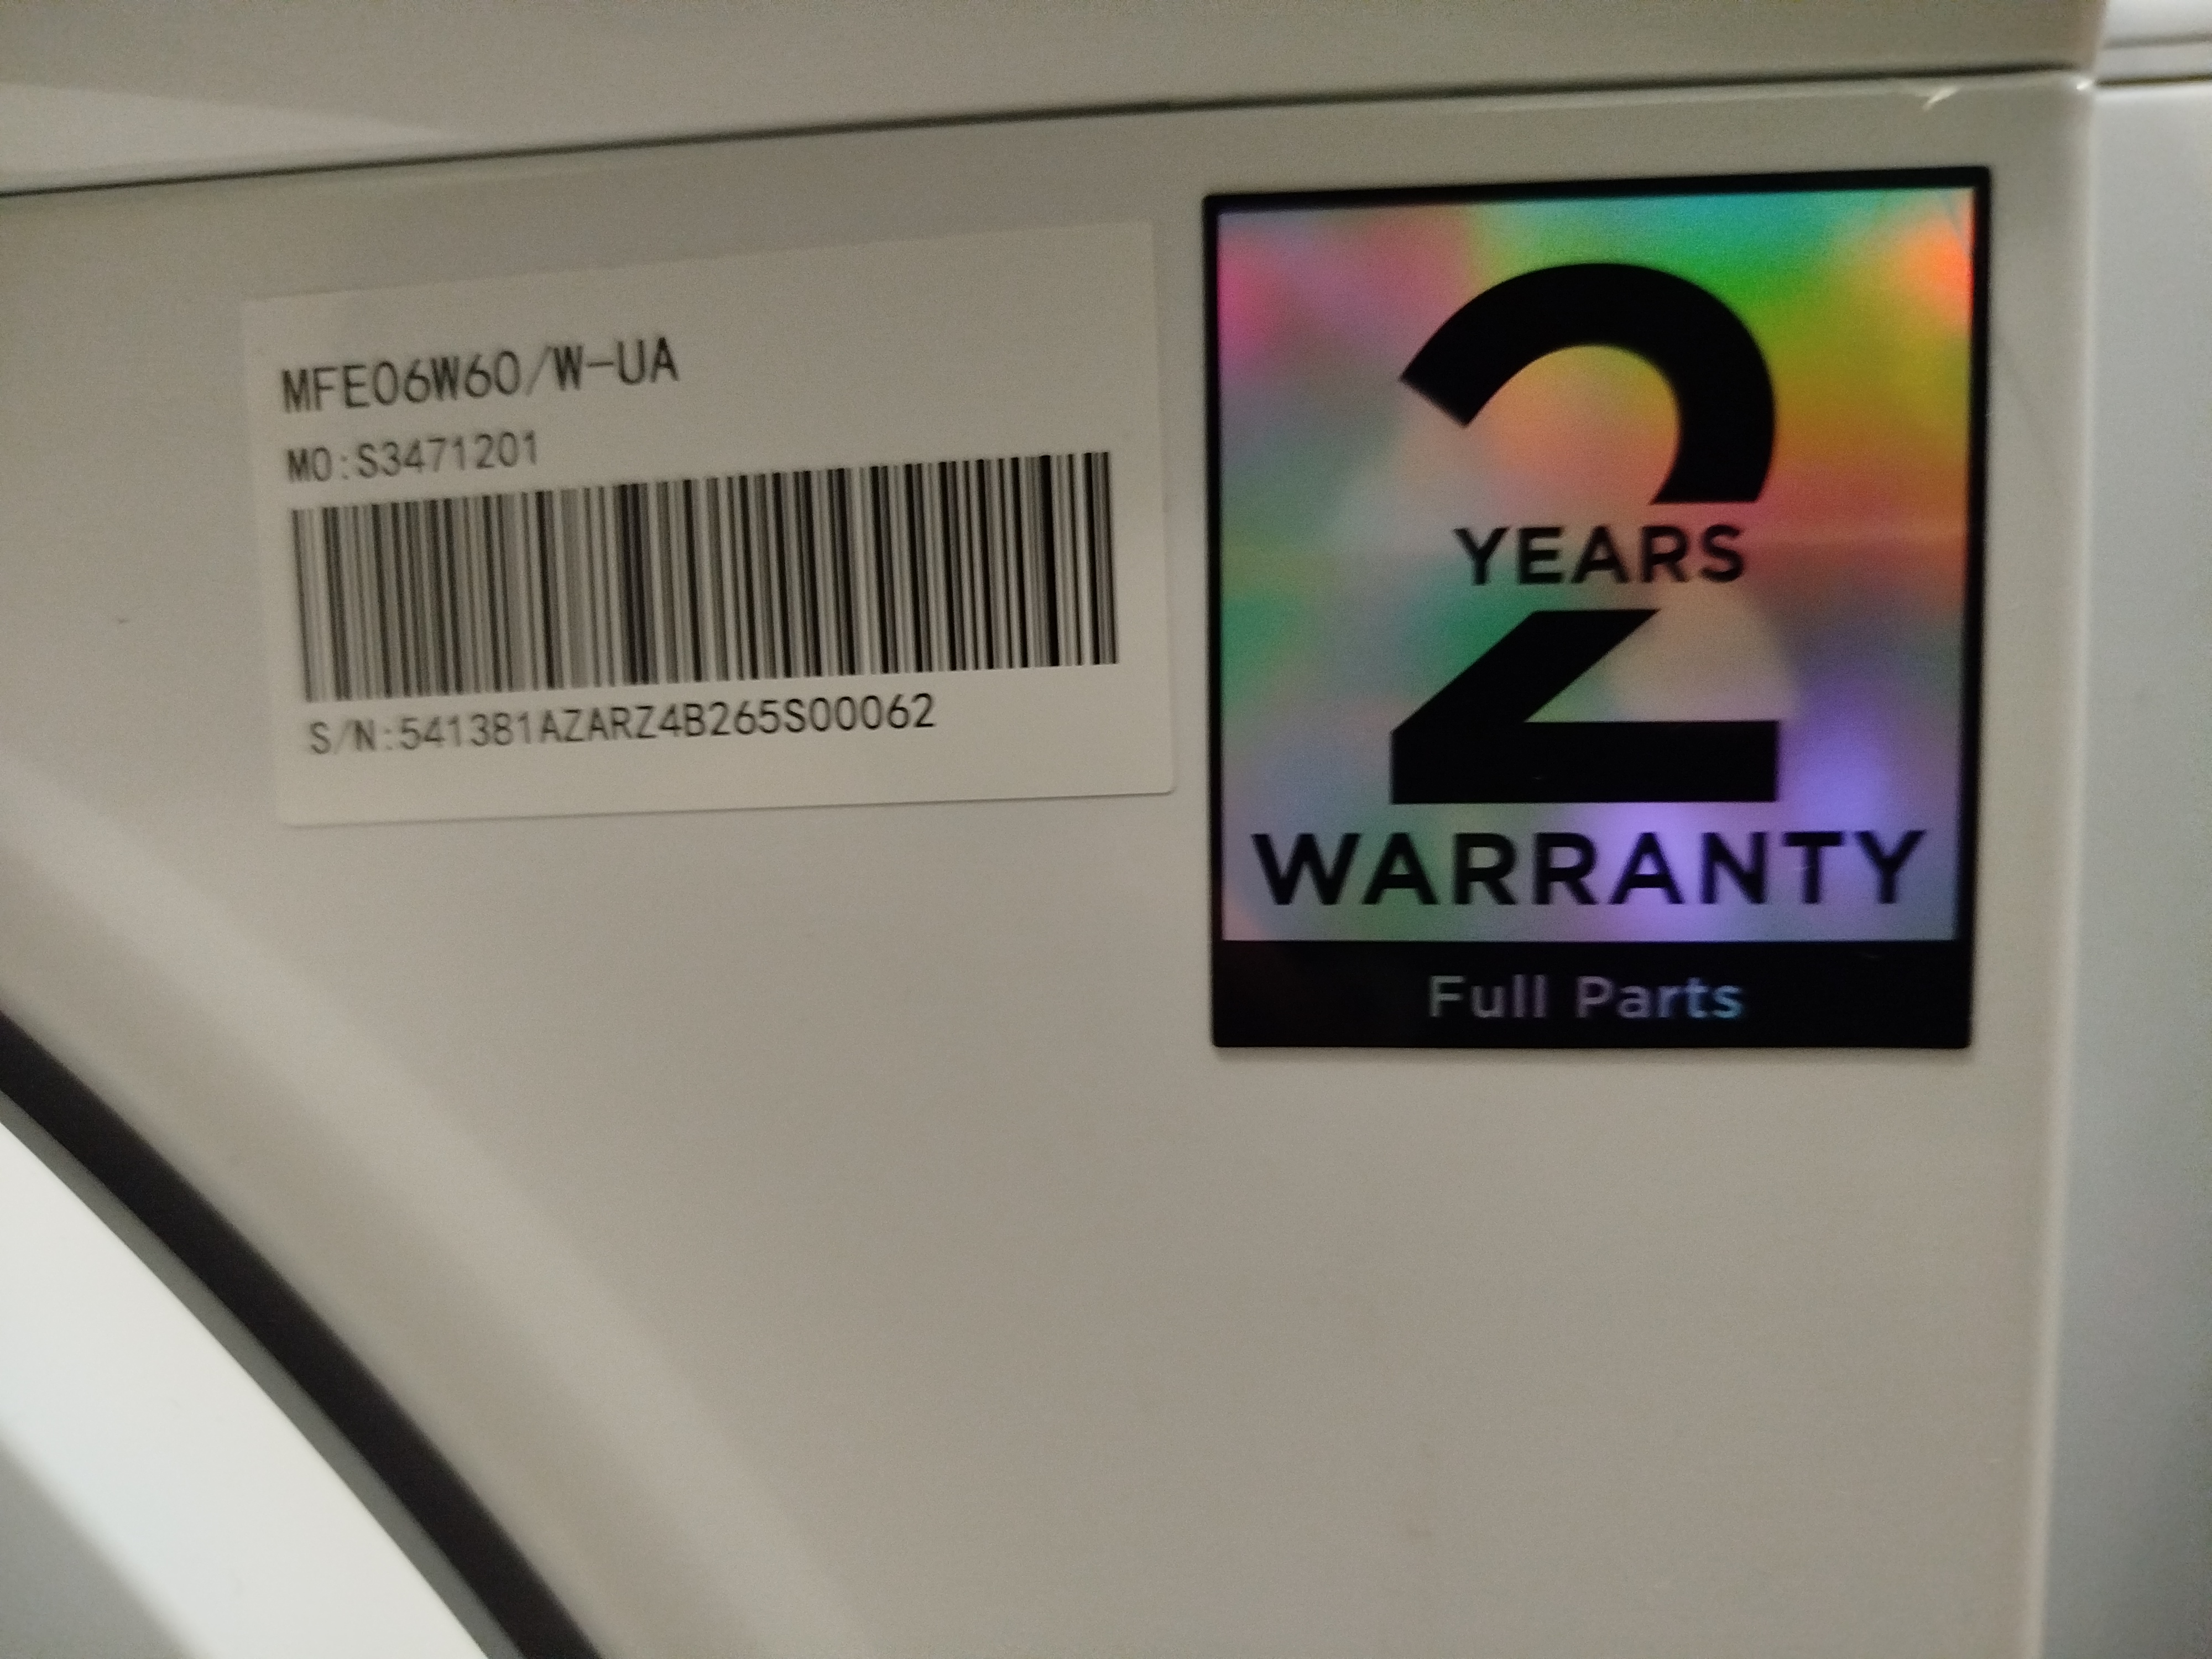 MFE06W60/W-UA
MO:S3471201
S/N:541381AZARZ4B265S00062
2
YEARS
WARRANTY
Full Parts